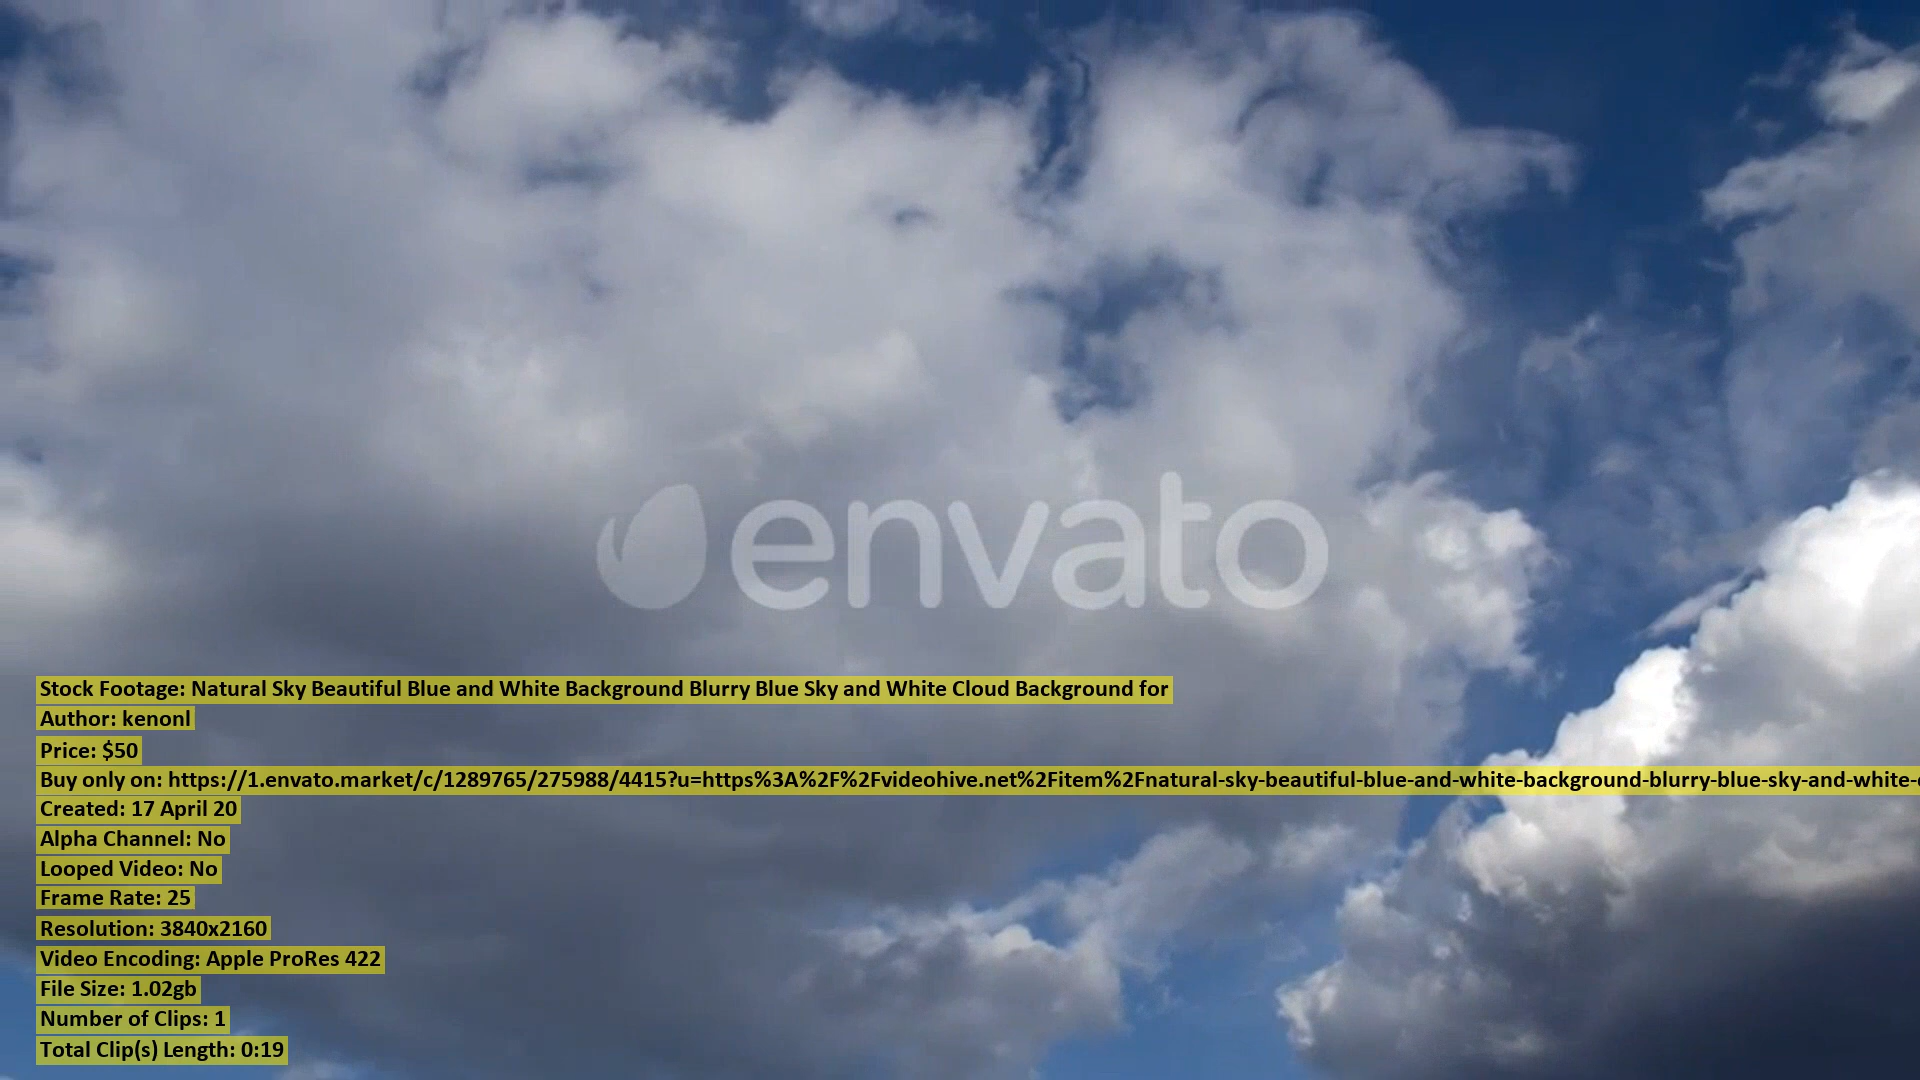 envato
Stock Footage: Natural Sky Beautiful Blue and White Background Blurry Blue Sky and White Cloud Background for
Author: kenonl
Price: $50
Buy only on: https://1.envato.market/c/1289765/275988/4415?u=https%3A%2F%2Fvideohive.net%2Fitem%2Fnatural-sky-beautiful-blue-and-white-background-blurry-blue-sky-and-white-
Created: 17 April 20
Alpha Channel: No
Looped Video: No
Frame Rate: 25
Resolution: 3840x2160
Video Encoding: Apple ProRes 422
File Size: 1.02gb
Number of Clips: 1
Total Clip(s) Length: 0:19